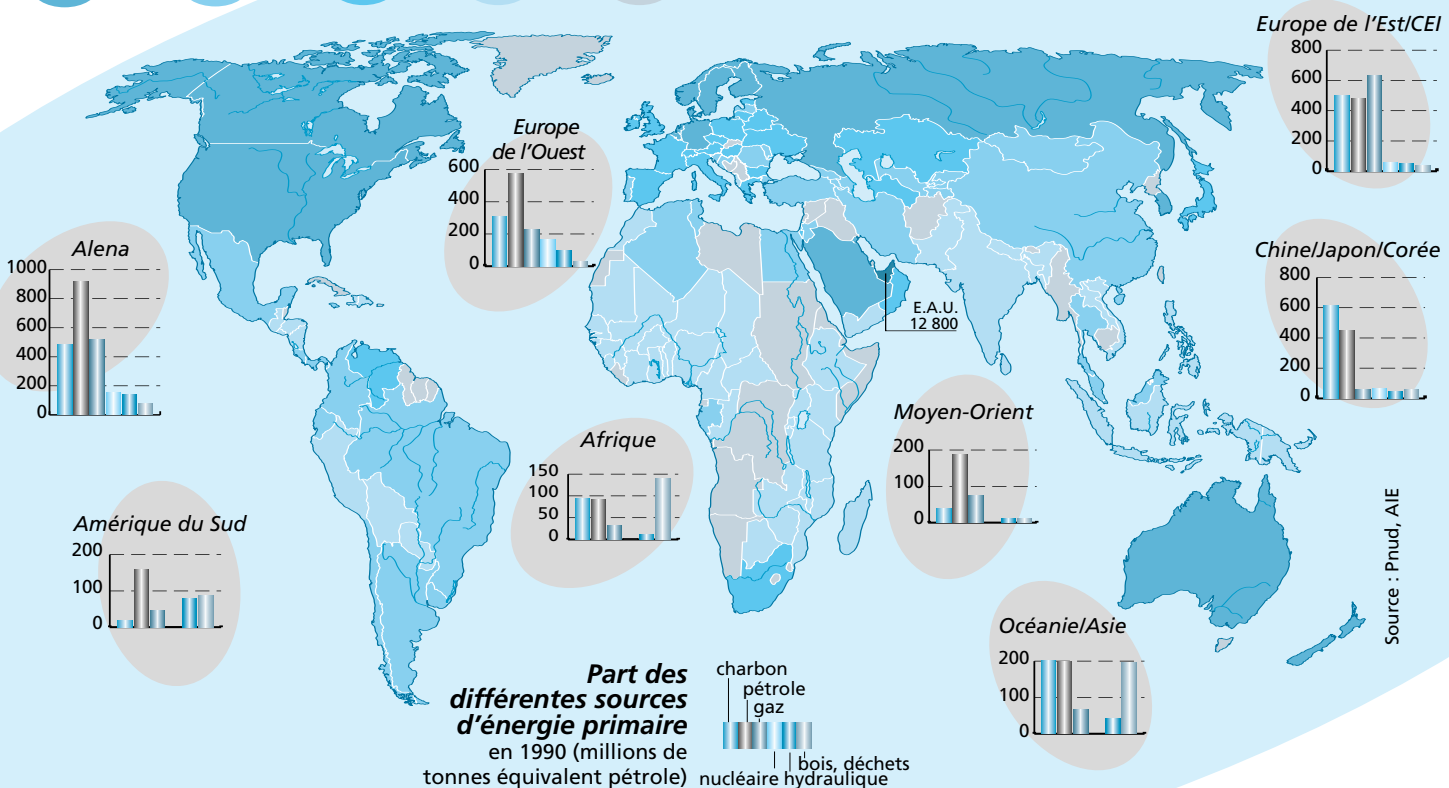 Europe de l'Est/CEI
800
600
400
200
0
Europe
de l'Ouest
600
400
200
0
Alena
1000
800
600
400
200
0
Chine/Japon/Corée
800
600
400
200
0
E.A.U.
12 800
Moyen-Orient
200
100
0
Afrique
150
100
50
0
Amérique du Sud
200
100
0
Océanie/Asie
200
100
0
Source : Pnud, AIE
Part des
différentes sources
d'énergie primaire
en 1990 (millions de
tonnes équivalent pétrole)
charbon
pétrole
gaz
bois, déchets
nucléaire hydraulique